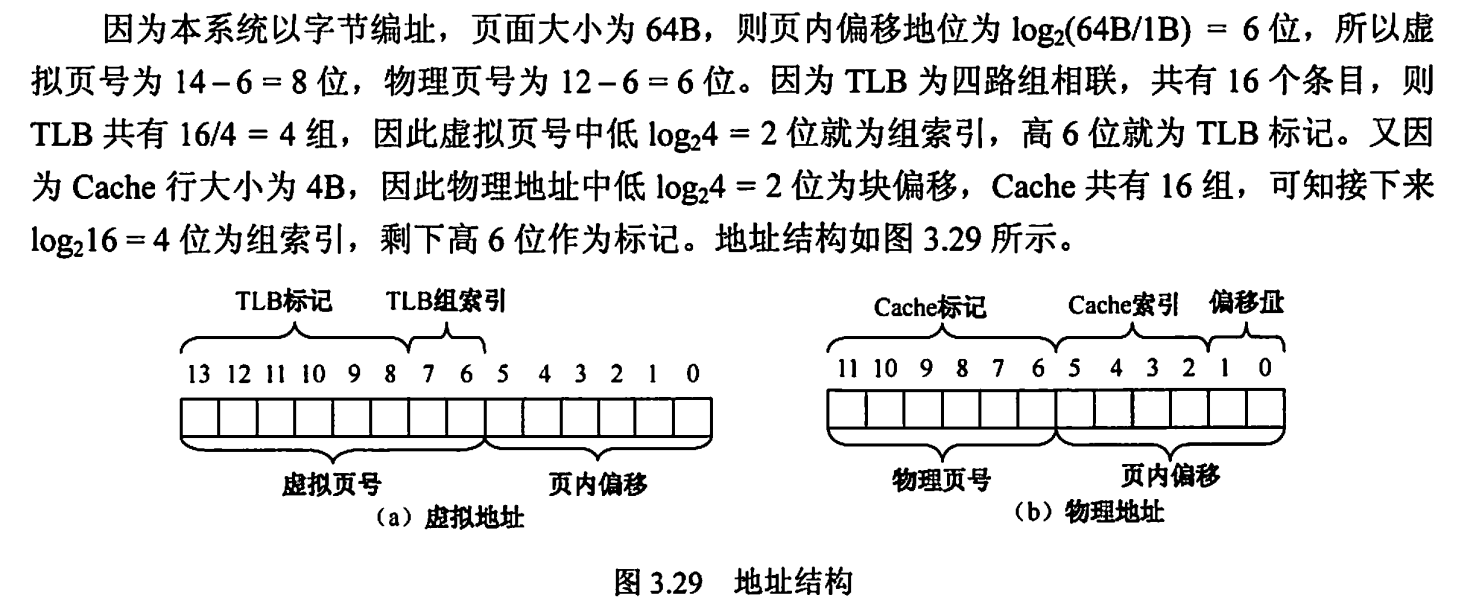 因为本系统以字节编址，页面大小为 64B，则页内偏移地位为 log₂(64B/1B) = 6 位，所以虚
拟页号为 14－6 = 8 位，物理页号为 12－6 = 6 位。因为 TLB 为四路组相联，共有 16 个条目，则
TLB 共有 16/4 = 4 组，因此虚拟页号中低 log₂4 = 2 位就为组索引，高 6 位就为 TLB 标记。又因
为 Cache 行大小为 4B，因此物理地址中低 log₂4 = 2 位为块偏移，Cache 共有 16 组，可知接下来
log₂16 = 4 位为组索引，剩下高 6 位作为标记。地址结构如图 3.29 所示。
TLB标记 TLB组索引
13 12 11 10 9 8 7 6 5 4 3 2 1 0
虚拟页号 页内偏移
（a）虚拟地址
Cache标记 Cache索引 偏移量
11 10 9 8 7 6 5 4 3 2 1 0
物理页号 页内偏移
（b）物理地址
图 3.29 地址结构